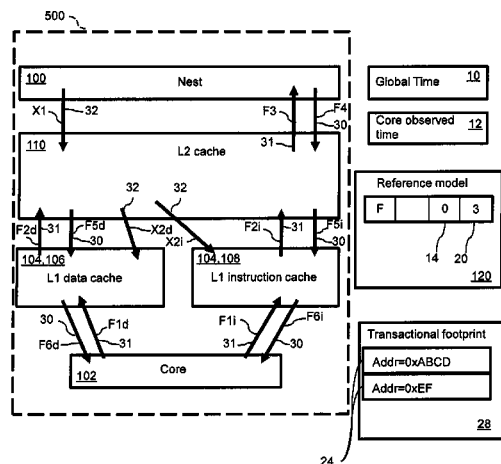 500
100
Nest
X1
32
F3
F4
31
30
110
L2 cache
32
32
F2d
31
F5d
30
X2d
X2i
F2i
31
F5i
30
104,106
L1 data cache
104,108
L1 instruction cache
30
F6d
F1d
31
F1i
31
F6i
30
102
Core
Global Time
10
Core observed time
12
Reference model
F 0 3
14
20
120
Transactional footprint
Addr=0xABCD
Addr=0xEF
28
24